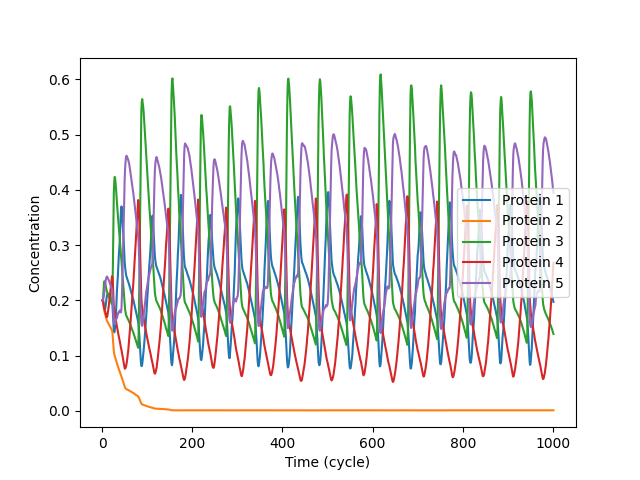 0.6
0.5
0.4
0.3
0.2
0.1
0.0
Concentration
Protein 1
Protein 2
Protein 3
Protein 4
Protein 5
0 200 400 600 800 1000
Time (cycle)